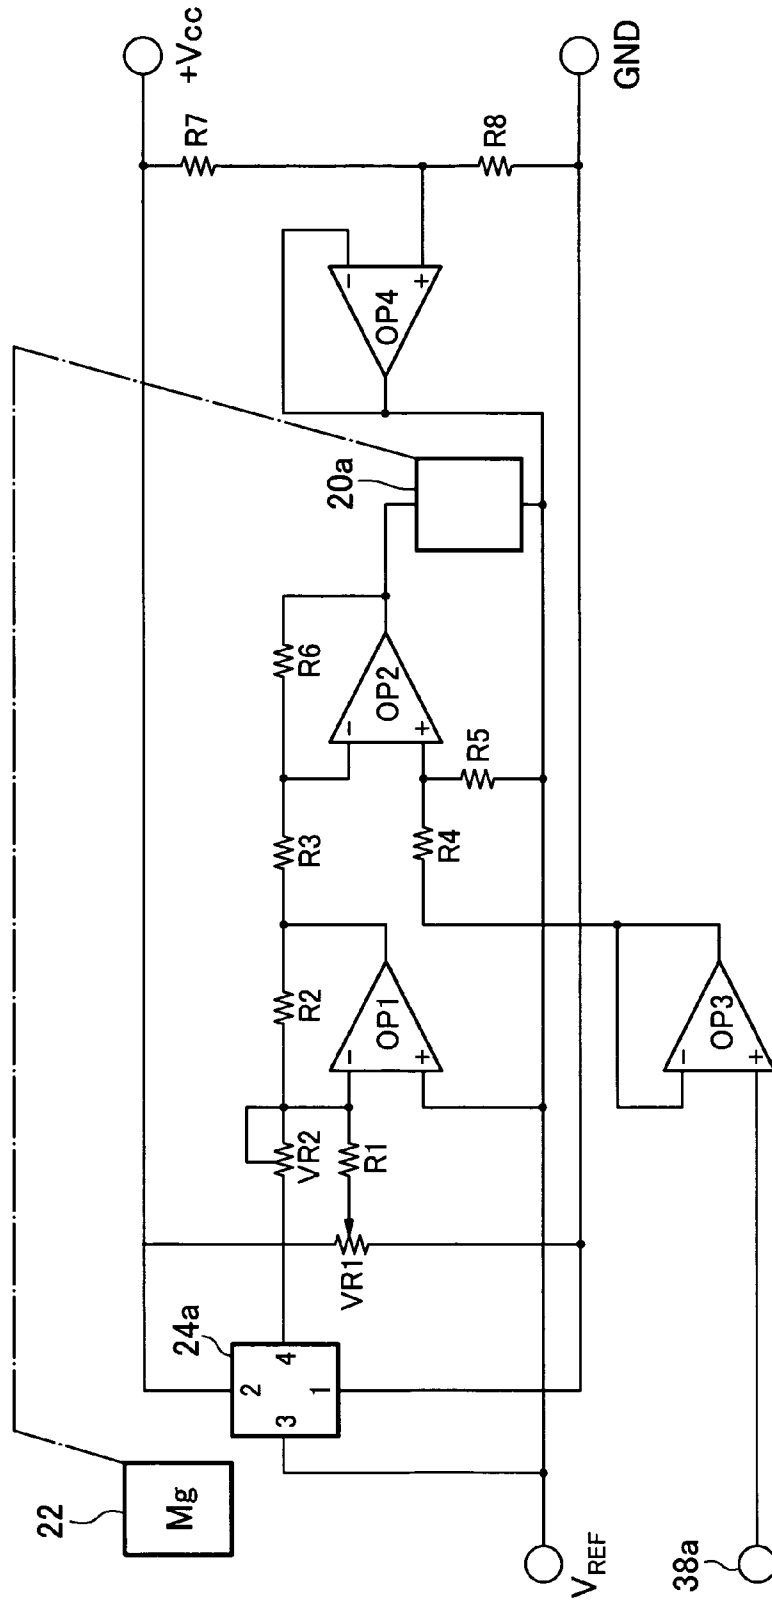 22
Mg
24a
2
4
3
1
VR2
R2
R3
R6
20a
+Vcc
R7
R8
GND
VR1
R1
-
OP1
+
-
OP2
+
R4
R5
-
OP4
+
VREF
38a
-
OP3
+